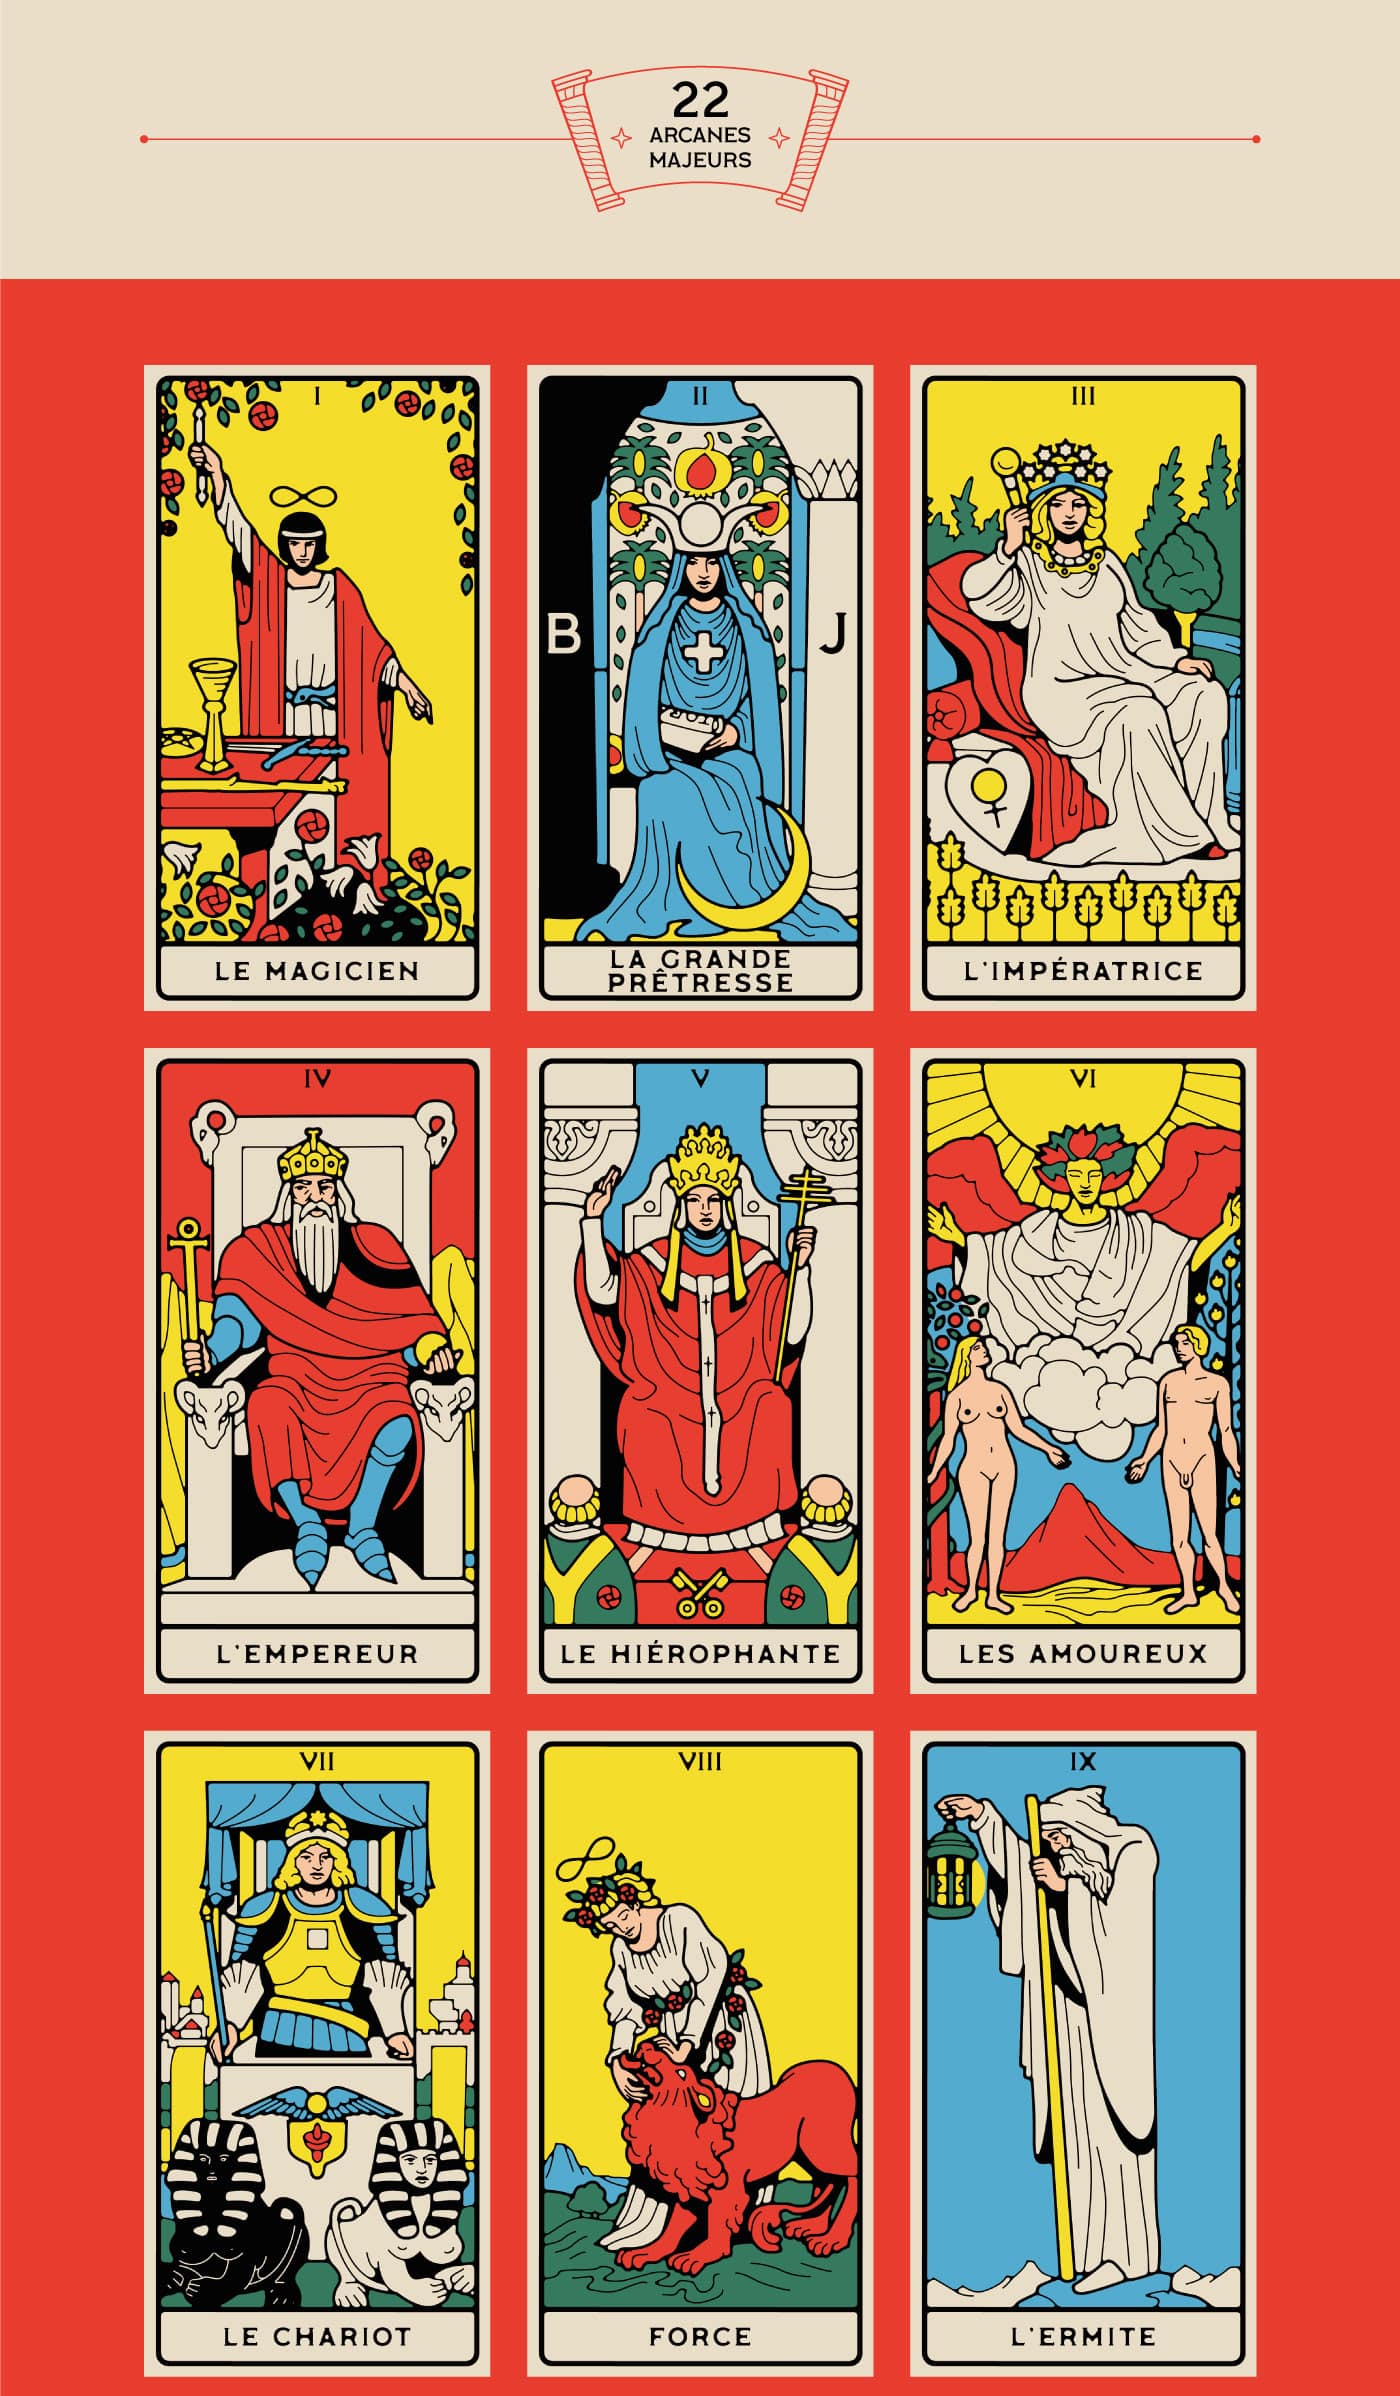 22
ARCANES
MAJEURS
I
II
III
B
J
TORA
LE MAGICIEN
LA GRANDE
PRÊTRESSE
L'IMPÉRATRICE
IV
V
VI
L'EMPEREUR
LE HIÉROPHANTE
LES AMOUREUX
VII
VIII
IX
LE CHARIOT
FORCE
L'ERMITE